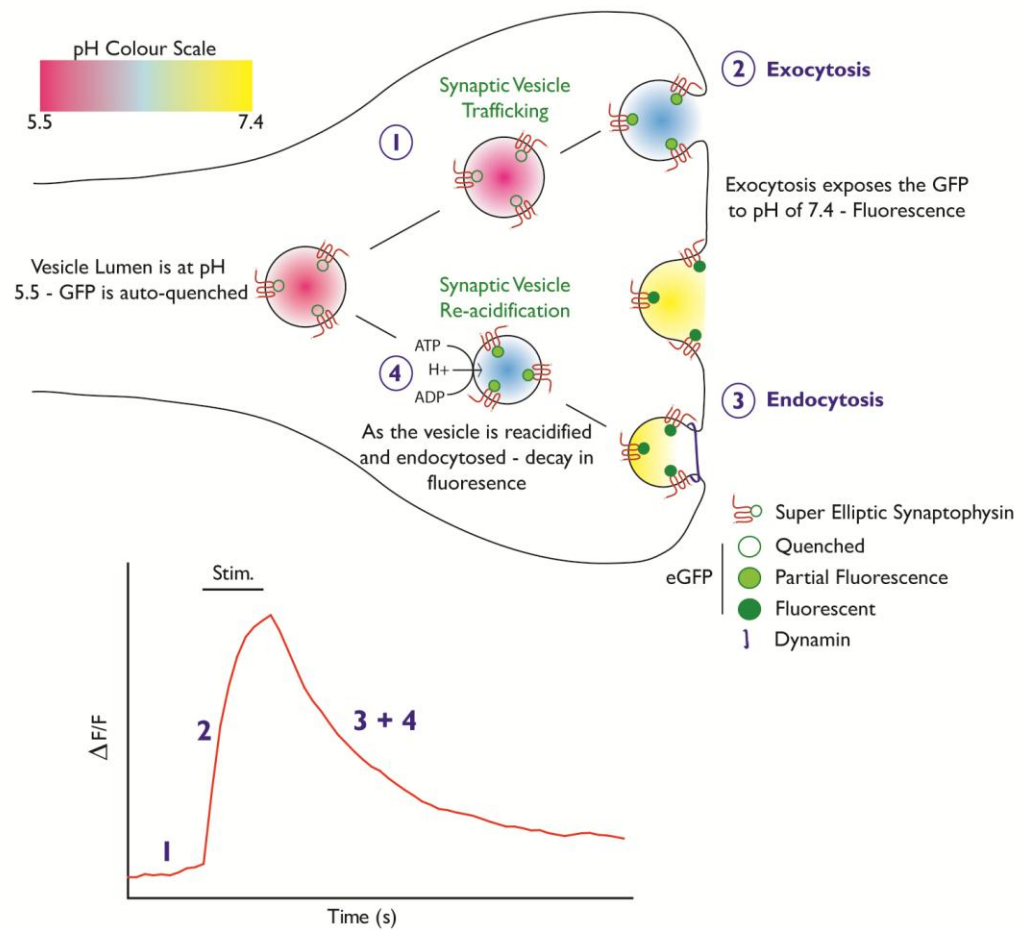 pH Colour Scale
5.5
7.4
Synaptic Vesicle
Trafficking
1
2 Exocytosis
Exocytosis exposes the GFP
to pH of 7.4 - Fluorescence
Vesicle Lumen is at pH
5.5 - GFP is auto-quenched
Synaptic Vesicle
Re-acidification
ATP
H+
ADP
4
As the vesicle is reacidified
and endocytosed - decay in
fluoresence
3 Endocytosis
Super Elliptic Synaptophysin
eGFP
Quenched
Partial Fluorescence
Fluorescent
Dynamin
Stim.
2
3 + 4
1
ΔF/F
Time (s)